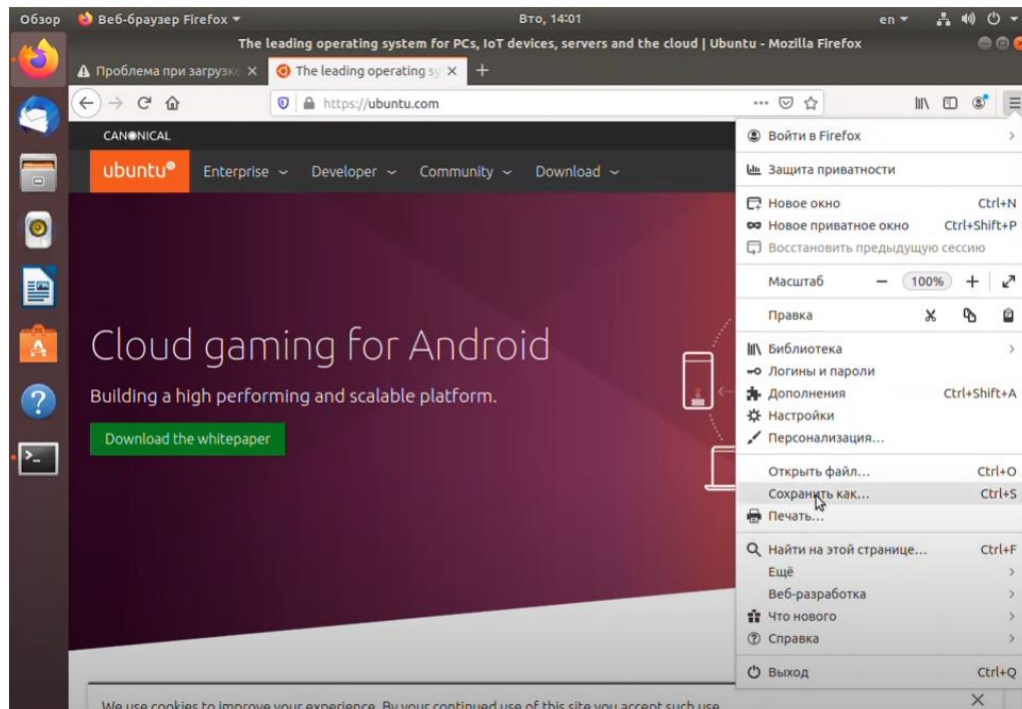 Обзор Веб-браузер Firefox Вто, 14:01 en
The leading operating system for PCs, IoT devices, servers and the cloud | Ubuntu - Mozilla Firefox
Проблема при загрузке The leading operating sy
https://ubuntu.com
CANONICAL
ubuntu® Enterprise Developer Community Download
Cloud gaming for Android
Building a high performing and scalable platform.
Download the whitepaper
Войти в Firefox
Защита приватности
Новое окно Ctrl+N
Новое приватное окно Ctrl+Shift+P
Восстановить предыдущую сессию
Масштаб − 100% +
Правка
Библиотека
Логины и пароли
Дополнения Ctrl+Shift+A
Настройки
Персонализация...
Открыть файл... Ctrl+O
Сохранить как... Ctrl+S
Печать...
Найти на этой странице... Ctrl+F
Ещё
Веб-разработка
Что нового
Справка
Выход Ctrl+Q
We use cookies to improve your experience. By your continued use of this site you accept such use.